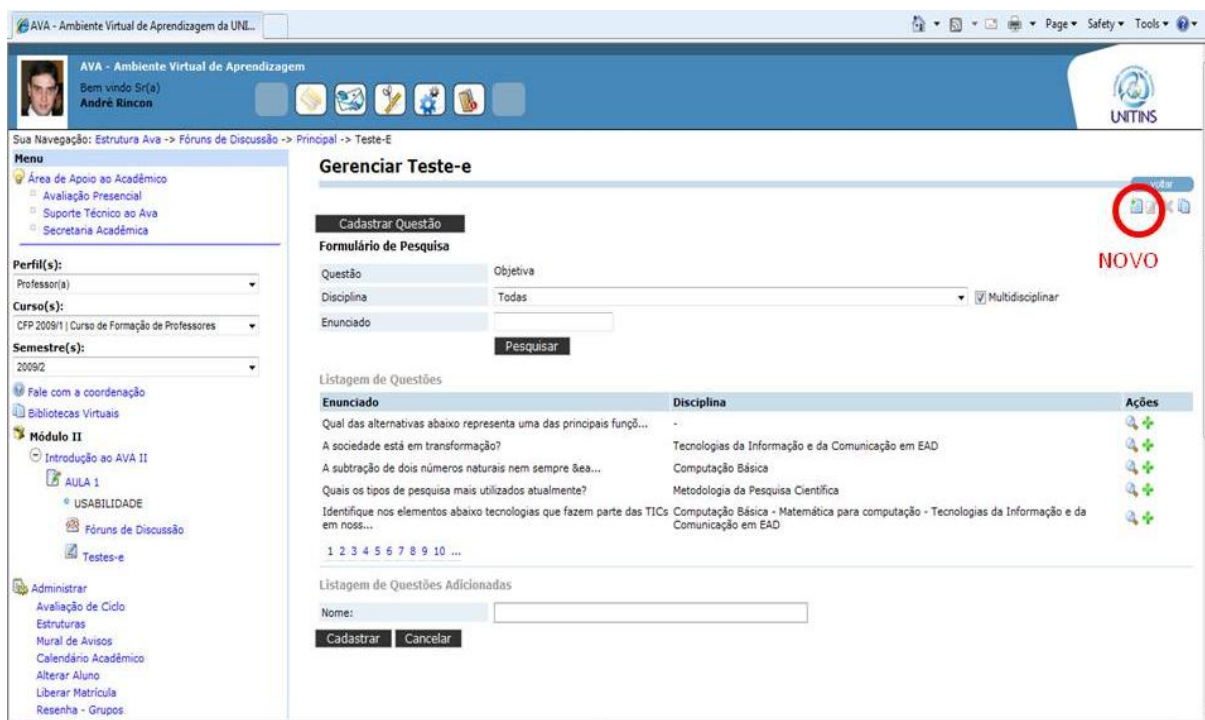 AVA - Ambiente Virtual de Aprendizagem da UNI...
Page Safety Tools
AVA - Ambiente Virtual de Aprendizagem
Bem vindo Sr(a)
André Rincon
UNITINS
Sua Navegação: Estrutura Ava -> Fóruns de Discussão -> Principal -> Teste-E
Menu
Área de Apoio ao Acadêmico
Avaliação Presencial
Suporte Técnico ao Ava
Secretaria Acadêmica
Perfil(s):
Professor(a)
Curso(s):
CFP 2009/1 | Curso de Formação de Professores
Semestre(s):
2009/2
Fale com a coordenação
Bibliotecas Virtuais
Módulo II
Introdução ao AVA II
AULA 1
USABILIDADE
Fóruns de Discussão
Testes-e
Administrar
Avaliação de Ciclo
Estruturas
Mural de Avisos
Calendário Acadêmico
Alterar Aluno
Liberar Matrícula
Resenha - Grupos
Gerenciar Teste-e
voltar
NOVO
Cadastrar Questão
Formulário de Pesquisa
Questão Objetiva
Disciplina Todas Multidisciplinar
Enunciado
Pesquisar
Listagem de Questões
Enunciado Disciplina Ações
Qual das alternativas abaixo representa uma das principais funçõ... -
A sociedade está em transformação? Tecnologias da Informação e da Comunicação em EAD
A subtração de dois números naturais nem sempre &ea... Computação Básica
Quais os tipos de pesquisa mais utilizados atualmente? Metodologia da Pesquisa Científica
Identifique nos elementos abaixo tecnologias que fazem parte das TICs Computação Básica - Matemática para computação - Tecnologias da Informação e da
em noss... Comunicação em EAD
1 2 3 4 5 6 7 8 9 10 ...
Listagem de Questões Adicionadas
Nome:
Cadastrar Cancelar